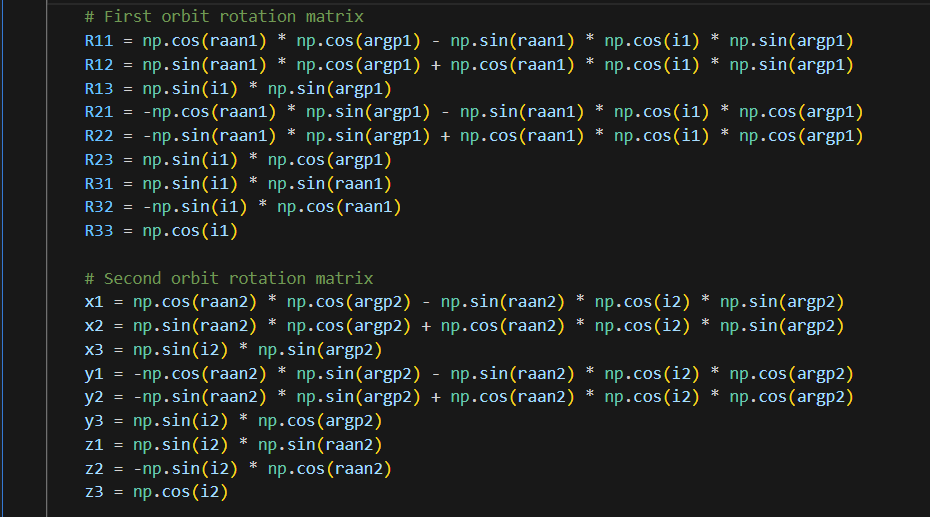 # First orbit rotation matrix
R11 = np.cos(raan1) * np.cos(argp1) - np.sin(raan1) * np.cos(i1) * np.sin(argp1)
R12 = np.sin(raan1) * np.cos(argp1) + np.cos(raan1) * np.cos(i1) * np.sin(argp1)
R13 = np.sin(i1) * np.sin(argp1)
R21 = -np.cos(raan1) * np.sin(argp1) - np.sin(raan1) * np.cos(i1) * np.cos(argp1)
R22 = -np.sin(raan1) * np.sin(argp1) + np.cos(raan1) * np.cos(i1) * np.cos(argp1)
R23 = np.sin(i1) * np.cos(argp1)
R31 = np.sin(i1) * np.sin(raan1)
R32 = -np.sin(i1) * np.cos(raan1)
R33 = np.cos(i1)
# Second orbit rotation matrix
x1 = np.cos(raan2) * np.cos(argp2) - np.sin(raan2) * np.cos(i2) * np.sin(argp2)
x2 = np.sin(raan2) * np.cos(argp2) + np.cos(raan2) * np.cos(i2) * np.sin(argp2)
x3 = np.sin(i2) * np.sin(argp2)
y1 = -np.cos(raan2) * np.sin(argp2) - np.sin(raan2) * np.cos(i2) * np.cos(argp2)
y2 = -np.sin(raan2) * np.sin(argp2) + np.cos(raan2) * np.cos(i2) * np.cos(argp2)
y3 = np.sin(i2) * np.cos(argp2)
z1 = np.sin(i2) * np.sin(raan2)
z2 = -np.sin(i2) * np.cos(raan2)
z3 = np.cos(i2)